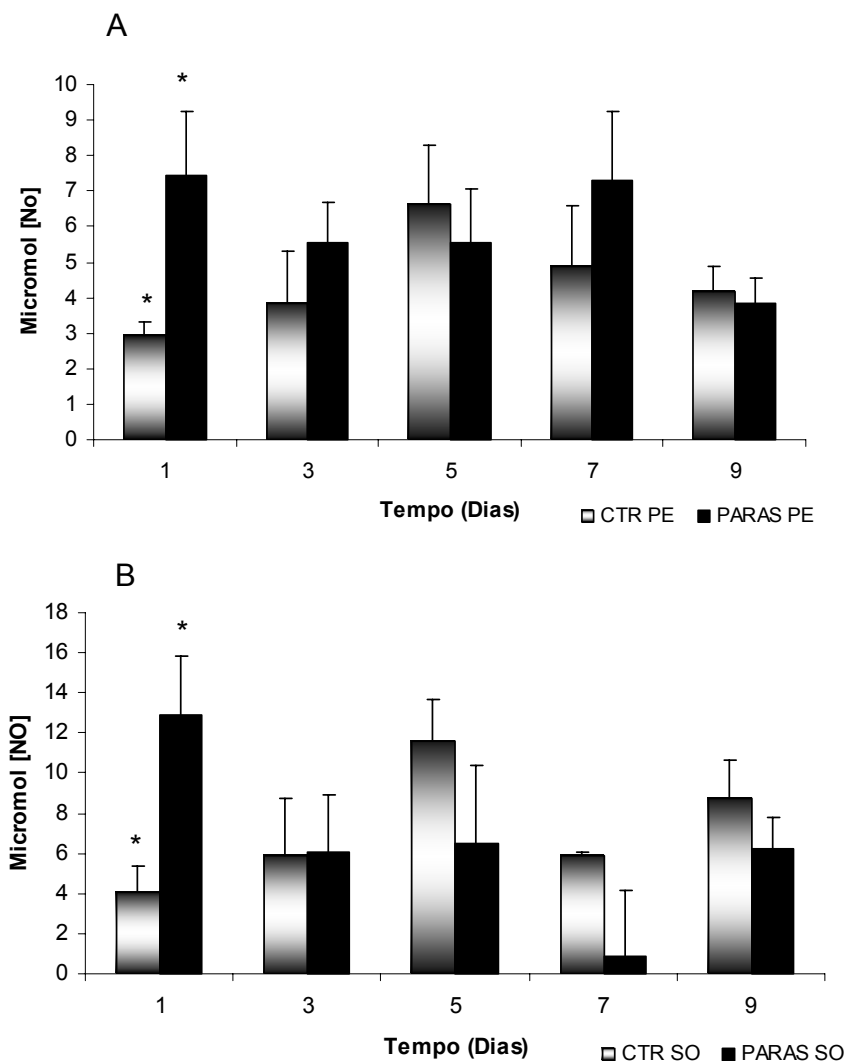 A
*
10
9
8
7
6
5
4
3
2
1
0
*
Micromol [No]
1 3 5 7 9
Tempo (Dias)
CTR PE PARAS PE
B
18
16
14
12
10
8
6
4
2
0
*
*
Micromol [NO]
1 3 5 7 9
Tempo (Dias)
CTR SO PARAS SO